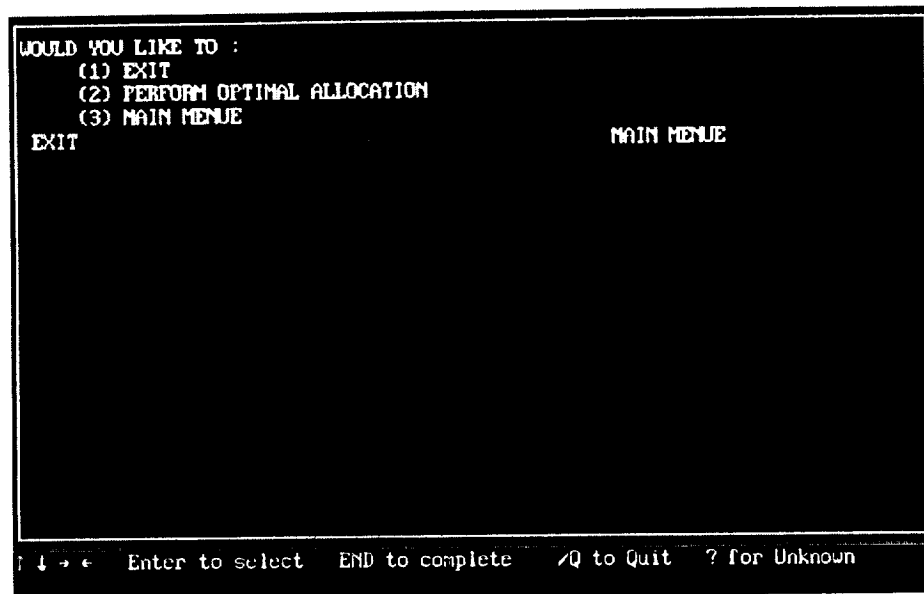 WOULD YOU LIKE TO :
(1) EXIT
(2) PERFORM OPTIMAL ALLOCATION
(3) MAIN MENUE
EXIT MAIN MENUE
↑ ↓ → ← Enter to select END to complete /Q to Quit ? for Unknown